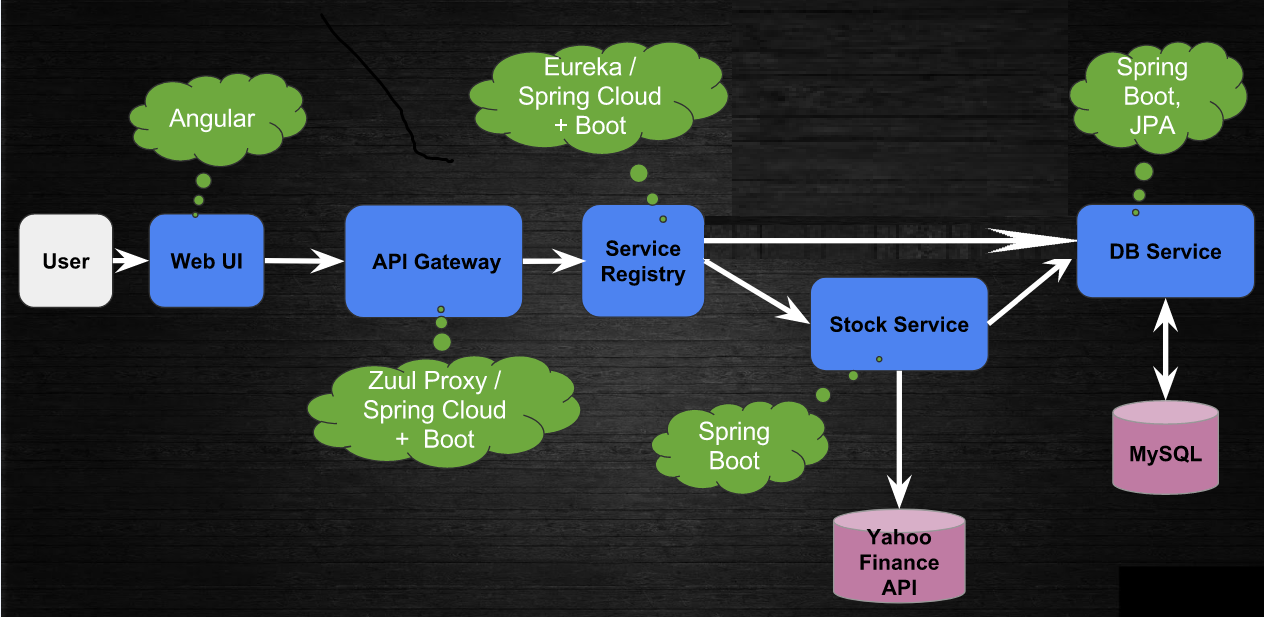 Angular
Eureka /
Spring Cloud
+ Boot
Spring
Boot,
JPA
User
Web UI
API Gateway
Service
Registry
DB Service
Stock Service
Zuul Proxy /
Spring Cloud
+ Boot
Spring
Boot
MySQL
Yahoo
Finance
API